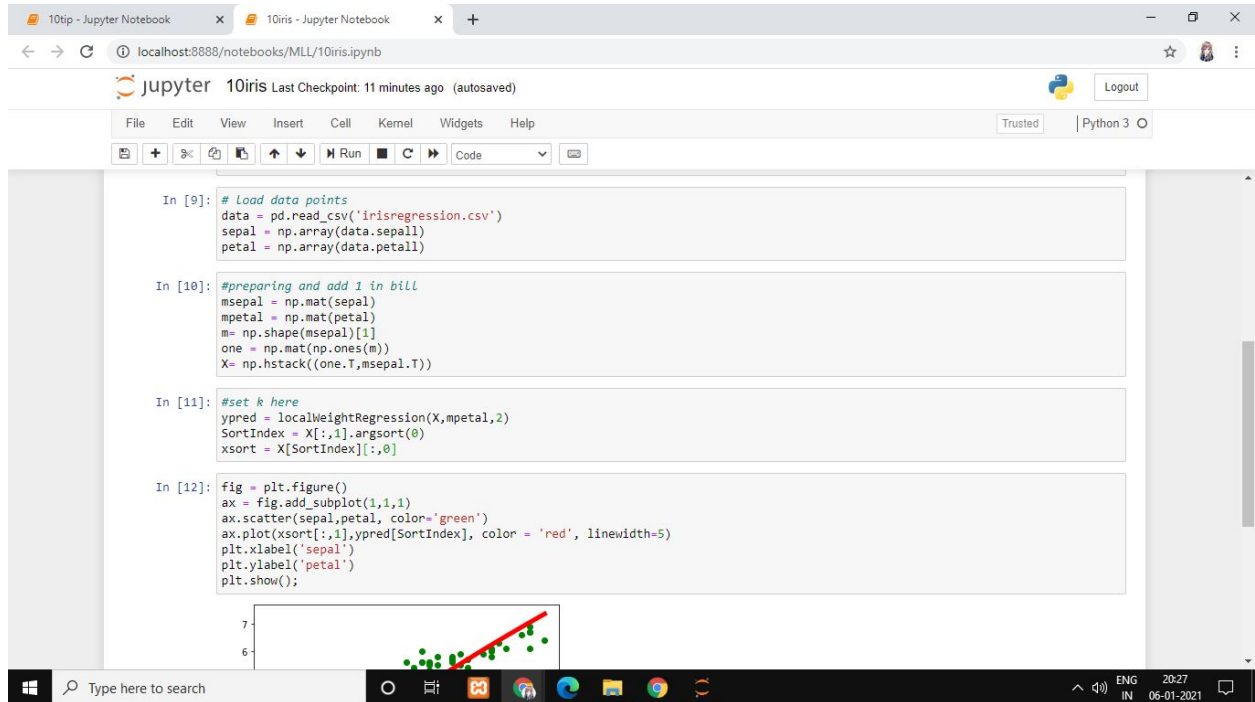 10tip - Jupyter Notebook
10iris - Jupyter Notebook
localhost:8888/notebooks/MLL/10iris.ipynb
jupyter 10iris Last Checkpoint: 11 minutes ago (autosaved)
Logout
File Edit View Insert Cell Kernel Widgets Help
Trusted Python 3
Run Code
In [9]: # Load data points
data = pd.read_csv('irisregression.csv')
sepal = np.array(data.sepall)
petal = np.array(data.petall)
In [10]: #preparing and add 1 in bill
msepal = np.mat(sepal)
mpetal = np.mat(petal)
m= np.shape(msepal)[1]
one = np.mat(np.ones(m))
X= np.hstack((one.T,msepal.T))
In [11]: #set k here
ypred = localWeightRegression(X,mpetal,2)
SortIndex = X[:,1].argsort(0)
xsort = X[SortIndex][:,0]
In [12]: fig = plt.figure()
ax = fig.add_subplot(1,1,1)
ax.scatter(sepal,petal, color='green')
ax.plot(xsort[:,1],ypred[SortIndex], color = 'red', linewidth=5)
plt.xlabel('sepal')
plt.ylabel('petal')
plt.show();
7
6
Type here to search
ENG 20:27
IN 06-01-2021